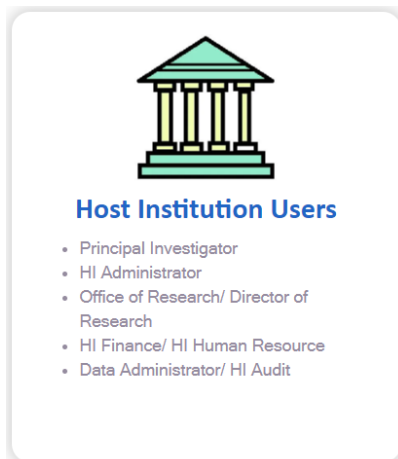 Host Institution Users
Principal Investigator
HI Administrator
Office of Research/ Director of
Research
HI Finance/ HI Human Resource
Data Administrator/ HI Audit